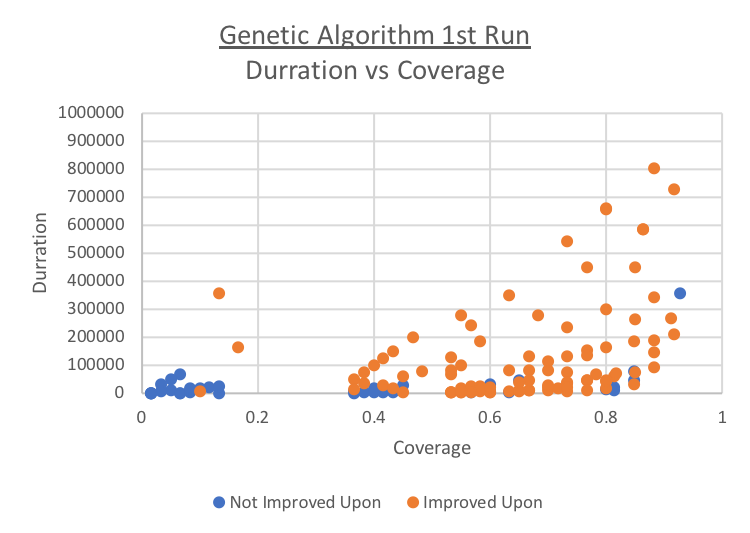 Genetic Algorithm 1st Run
Durration vs Coverage
1000000
900000
800000
700000
600000
500000
400000
300000
200000
100000
0
Durration
0 0.2 0.4 0.6 0.8 1
Coverage
Not Improved Upon Improved Upon